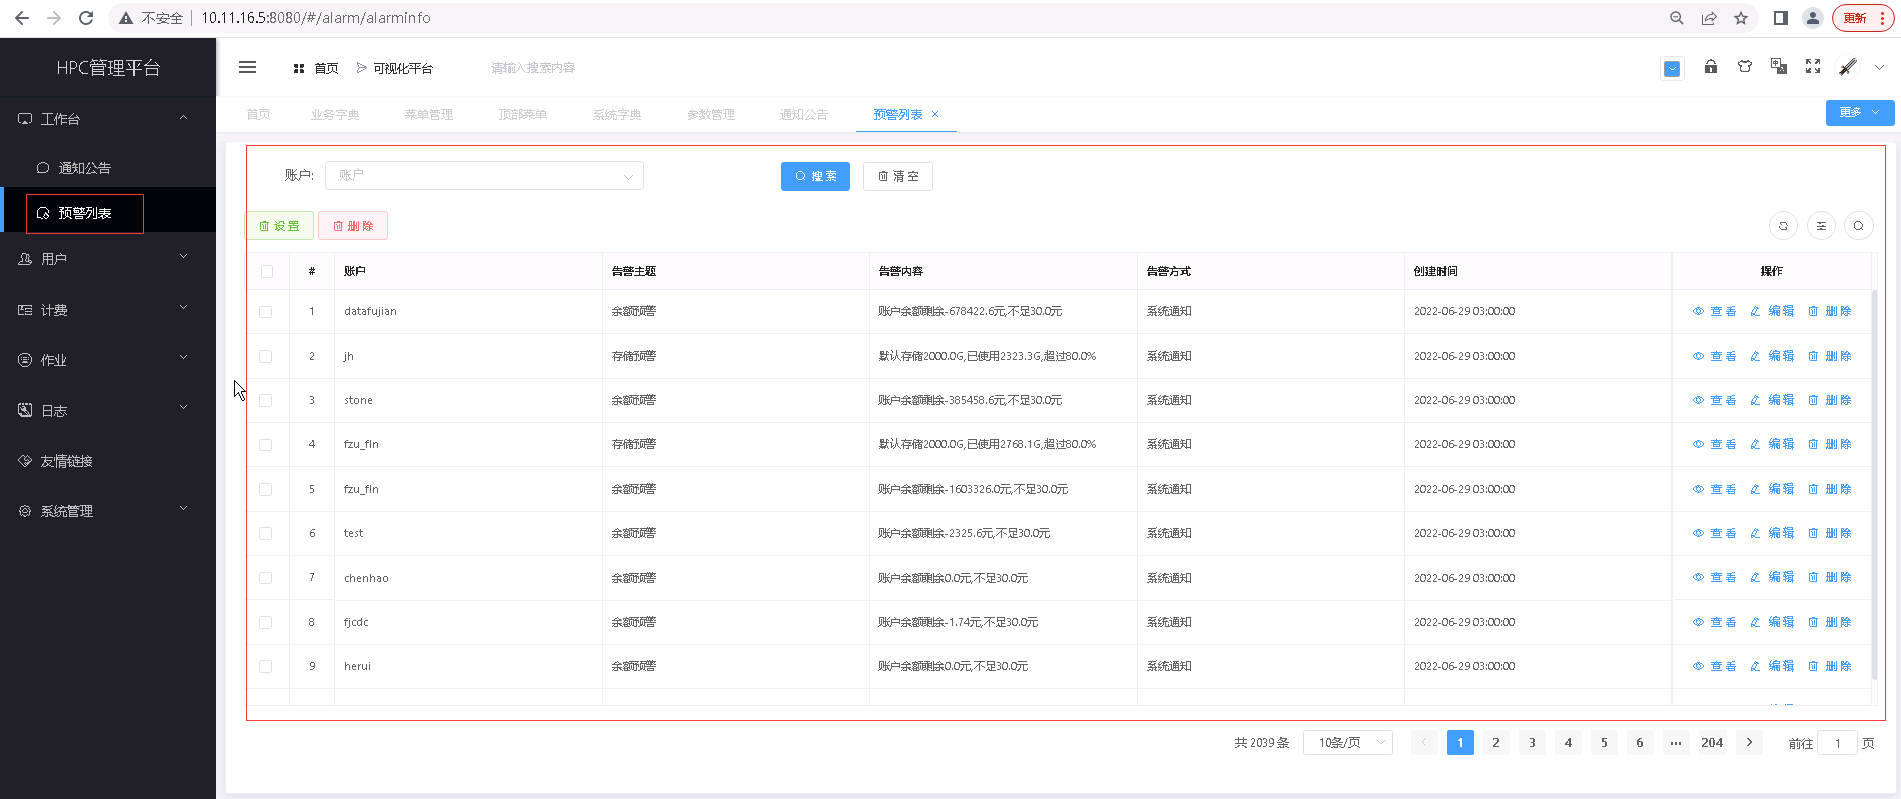 不安全 10.11.16.5:8080/#/alarm/alarminfo 更新
HPC管理平台
首页 可视化平台 请输入搜索内容
工作台
通知公告
预警列表
用户
计费
作业
日志
友情链接
系统管理
首页 业务字典 菜单管理 顶部菜单 系统字典 参数管理 通知公告 预警列表 × 更多
账户: 账户 搜索 清空
设置 删除
# 账户 告警主题 告警内容 告警方式 创建时间 操作
1 datafujian 余额预警 账户余额剩余-678422.6元,不足30.0元 系统通知 2022-06-29 03:00:00 查看 编辑 删除
2 jh 存储预警 默认存储2000.0G,已使用2323.3G,超过80.0% 系统通知 2022-06-29 03:00:00 查看 编辑 删除
3 stone 余额预警 账户余额剩余-385458.6元,不足30.0元 系统通知 2022-06-29 03:00:00 查看 编辑 删除
4 fzu_fln 存储预警 默认存储2000.0G,已使用2768.1G,超过80.0% 系统通知 2022-06-29 03:00:00 查看 编辑 删除
5 fzu_fln 余额预警 账户余额剩余-1603326.0元,不足30.0元 系统通知 2022-06-29 03:00:00 查看 编辑 删除
6 test 余额预警 账户余额剩余-2325.6元,不足30.0元 系统通知 2022-06-29 03:00:00 查看 编辑 删除
7 chenhao 余额预警 账户余额剩余0.0元,不足30.0元 系统通知 2022-06-29 03:00:00 查看 编辑 删除
8 fjcdc 余额预警 账户余额剩余-1.74元,不足30.0元 系统通知 2022-06-29 03:00:00 查看 编辑 删除
9 herui 余额预警 账户余额剩余0.0元,不足30.0元 系统通知 2022-06-29 03:00:00 查看 编辑 删除
共 2039 条 10条/页 1 2 3 4 5 6 ··· 204 前往 1 页